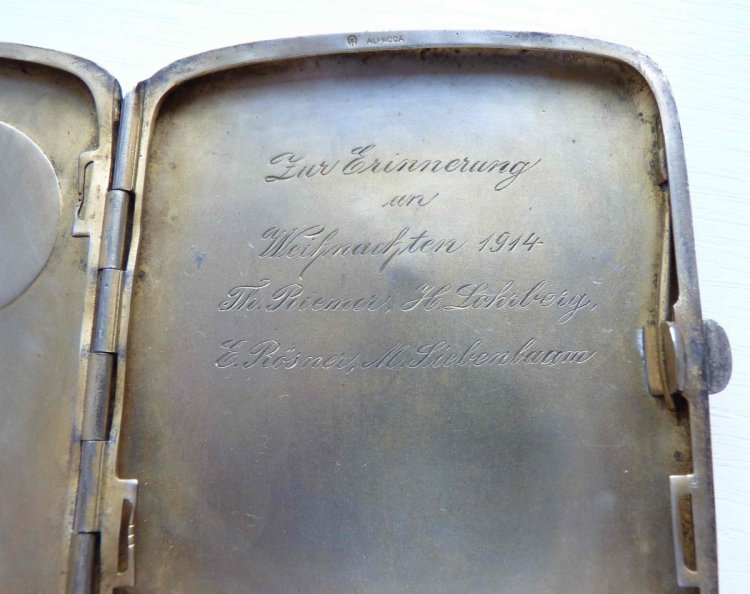 ALPACCA
Zur Erinnerung
an
Weihnachten 1914
Th. Riemer, H. Lohrberg,
E. Rösner, M. Siebenbaum